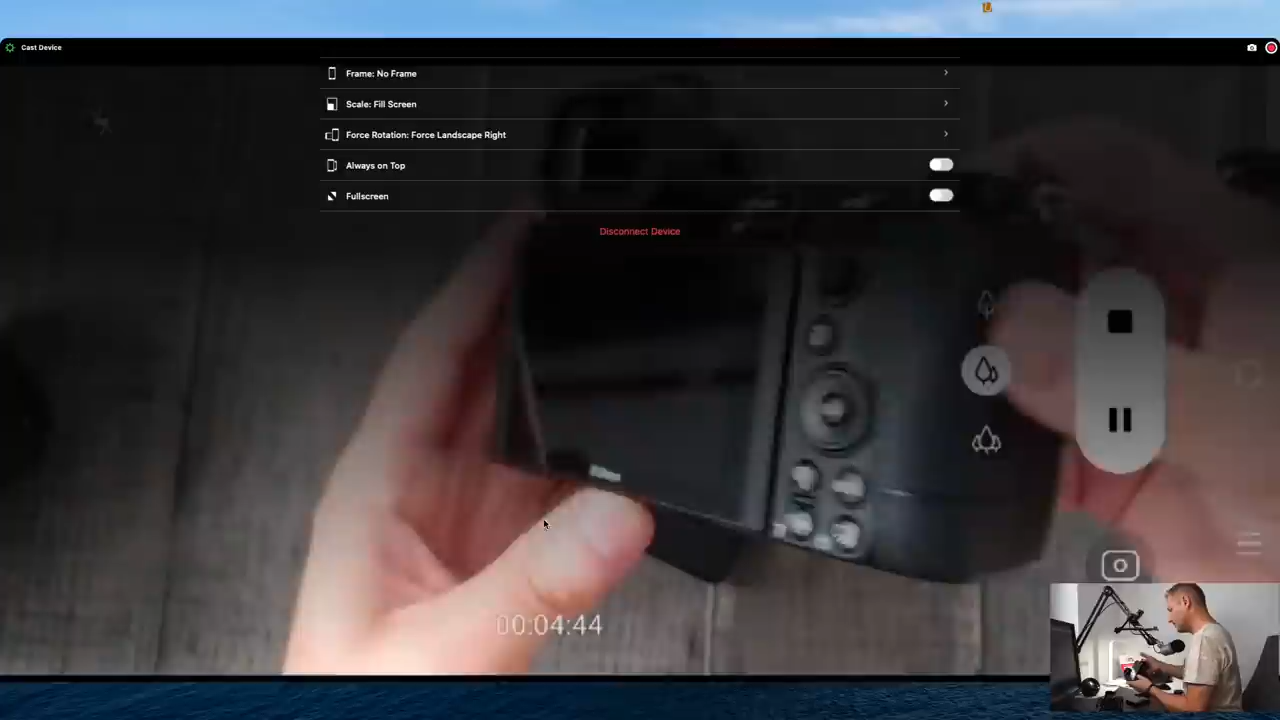 Cast Device
Frame: No Frame
Scale: Fill Screen
Force Rotation: Force Landscape Right
Always on Top
Fullscreen
Disconnect Device
00:04:44